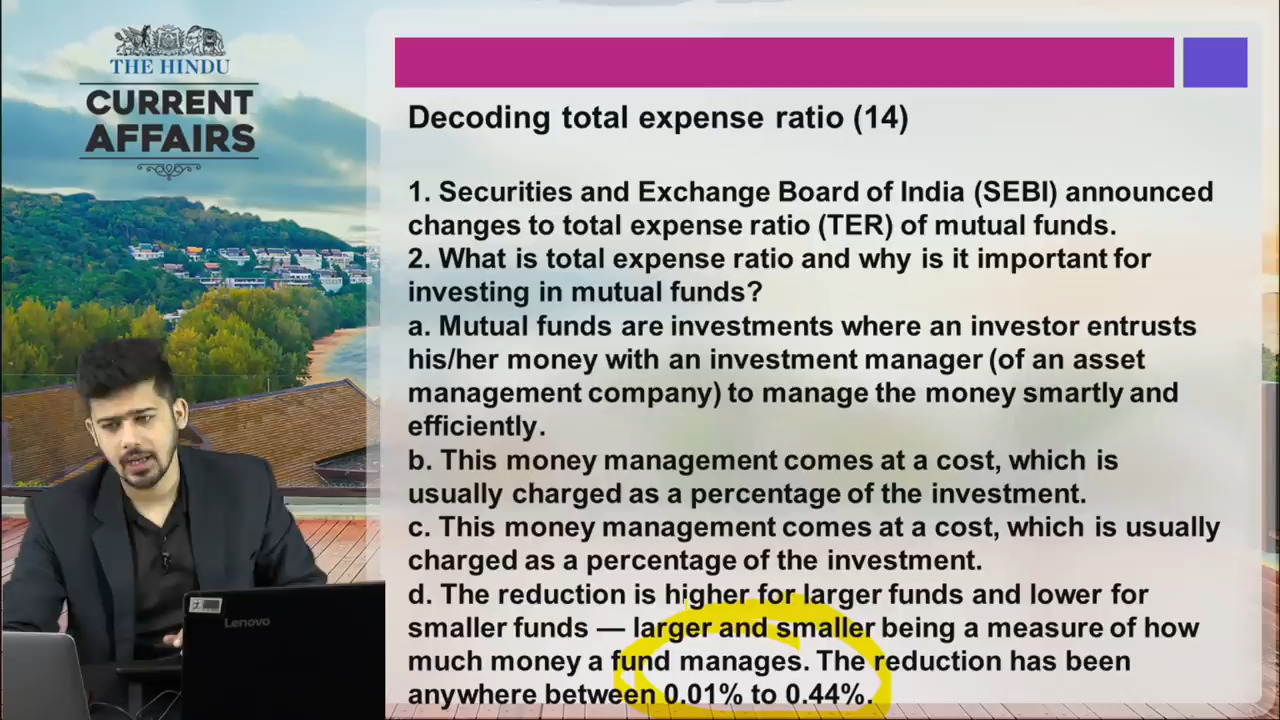 THE HINDU
CURRENT
AFFAIRS
Decoding total expense ratio (14)
1. Securities and Exchange Board of India (SEBI) announced
changes to total expense ratio (TER) of mutual funds.
2. What is total expense ratio and why is it important for
investing in mutual funds?
a. Mutual funds are investments where an investor entrusts
his/her money with an investment manager (of an asset
management company) to manage the money smartly and
efficiently.
b. This money management comes at a cost, which is
usually charged as a percentage of the investment.
c. This money management comes at a cost, which is usually
charged as a percentage of the investment.
d. The reduction is higher for larger funds and lower for
smaller funds — larger and smaller being a measure of how
much money a fund manages. The reduction has been
anywhere between 0.01% to 0.44%.
Lenovo